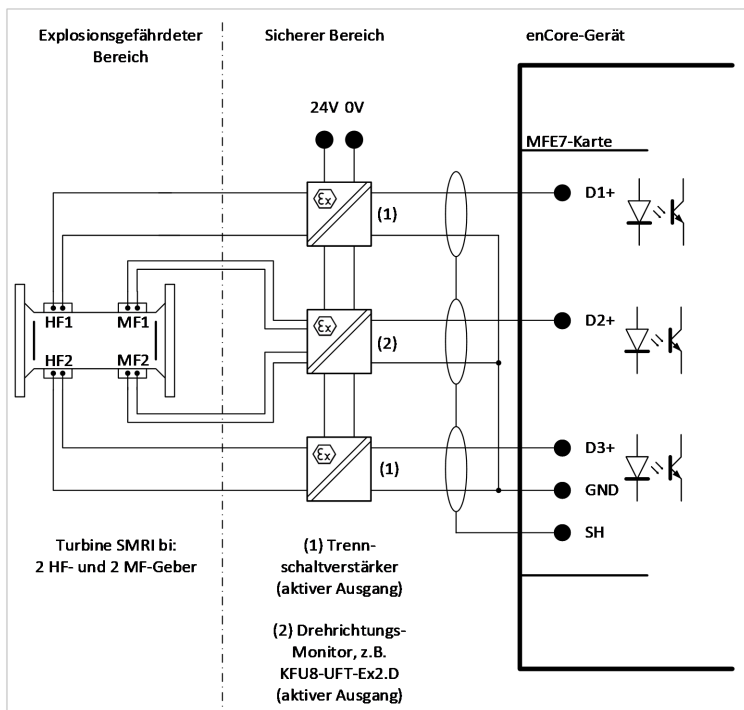 Explosionsgefährdeter
Bereich
Sicherer Bereich
enCore-Gerät
24V 0V
MFE7-Karte
Ex
(1)
D1+
HF1
MF1
HF2
MF2
Ex
(2)
D2+
Ex
(1)
D3+
GND
SH
Turbine SMRI bi:
2 HF- und 2 MF-Geber
(1) Trenn-
schaltverstärker
(aktiver Ausgang)
(2) Drehrichtungs-
Monitor, z.B.
KFU8-UFT-Ex2.D
(aktiver Ausgang)